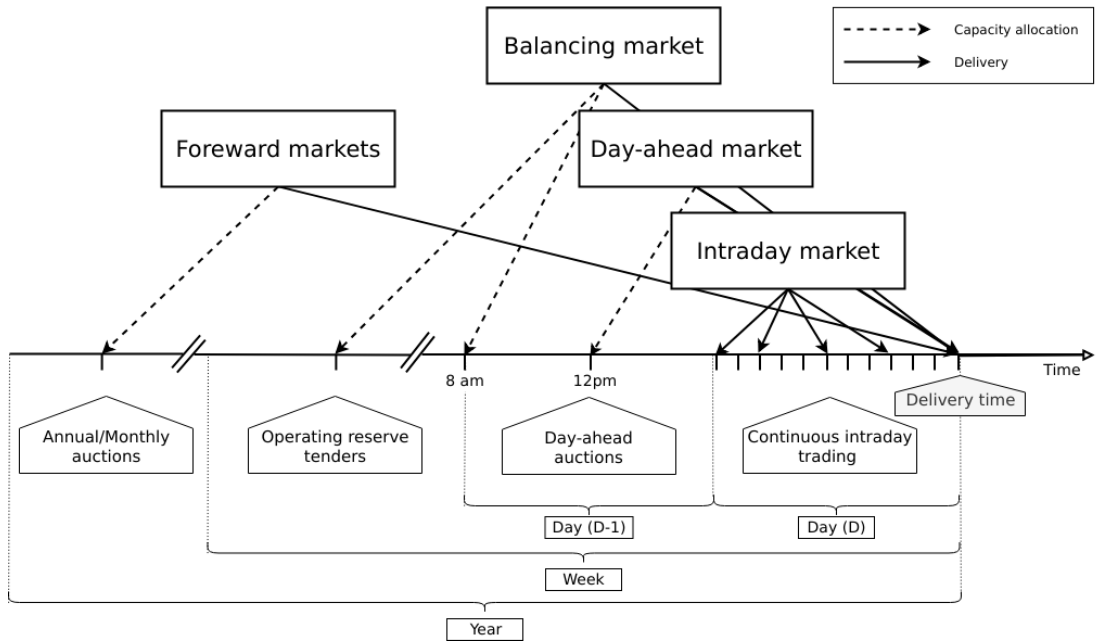 Balancing market
Capacity allocation
Delivery
Foreward markets
Day-ahead market
Intraday market
8 am
12pm
Time
Delivery time
Annual/Monthly
auctions
Operating reserve
tenders
Day-ahead
auctions
Continuous intraday
trading
Day (D-1)
Day (D)
Week
Year